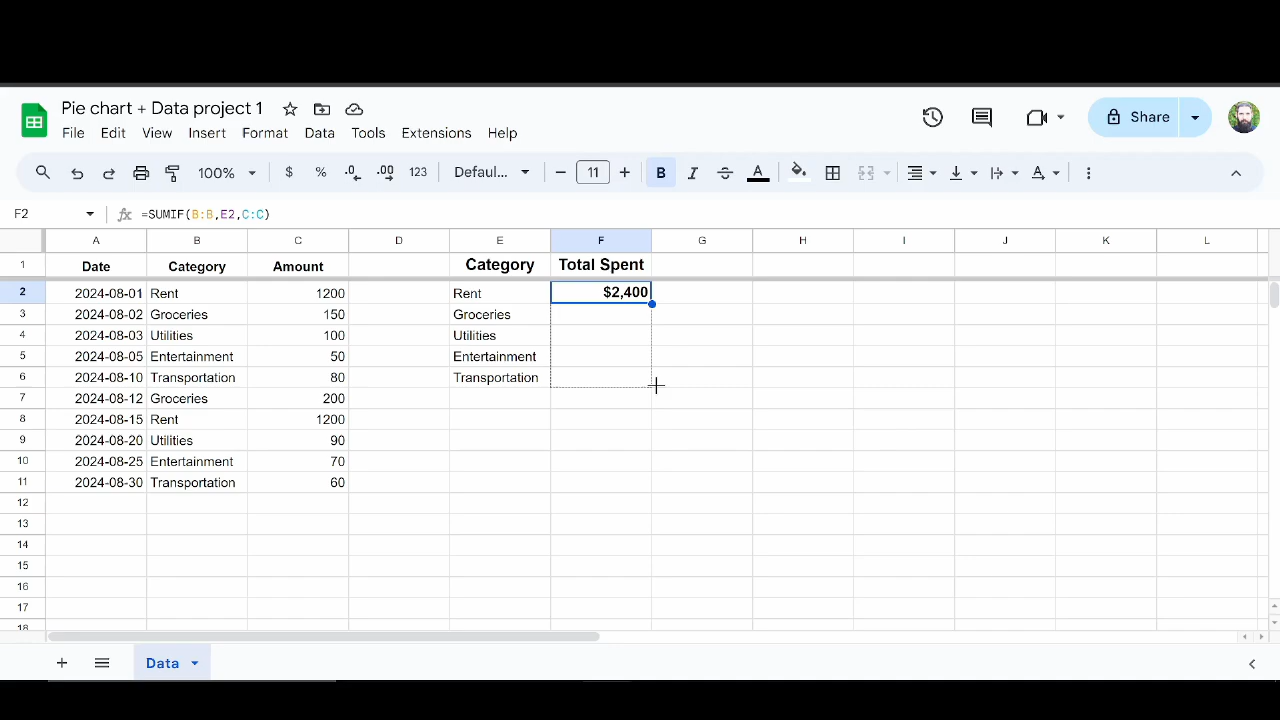 Pie chart + Data project 1
File Edit View Insert Format Data Tools Extensions Help
Share
100% $ % .0 .00 123 Defaul... 11 B I A
F2 fx =SUMIF(B:B,E2,C:C)
A B C D E F G H I J K L
1 Date Category Amount Category Total Spent
2 2024-08-01 Rent 1200 Rent $2,400
3 2024-08-02 Groceries 150 Groceries
4 2024-08-03 Utilities 100 Utilities
5 2024-08-05 Entertainment 50 Entertainment
6 2024-08-10 Transportation 80 Transportation
7 2024-08-12 Groceries 200
8 2024-08-15 Rent 1200
9 2024-08-20 Utilities 90
10 2024-08-25 Entertainment 70
11 2024-08-30 Transportation 60
12
13
14
15
16
17
18
Data